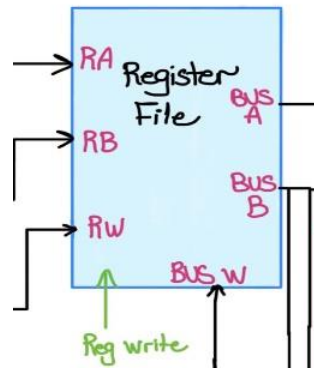 RA
Register
File
BUS
A
RB
BUS
B
RW
BUS W
Reg write